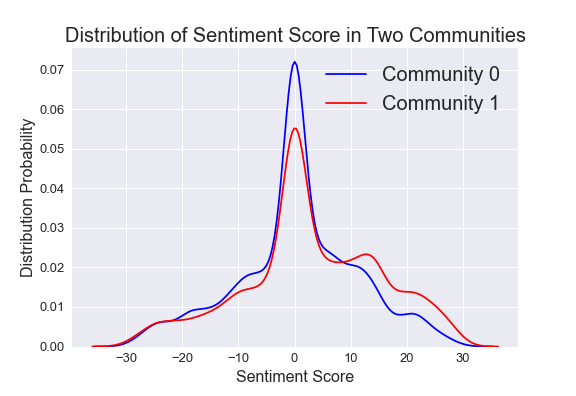 Distribution of Sentiment Score in Two Communities
Community 0
Community 1
Distribution Probability
0.07
0.06
0.05
0.04
0.03
0.02
0.01
0.00
−30 −20 −10 0 10 20 30
Sentiment Score